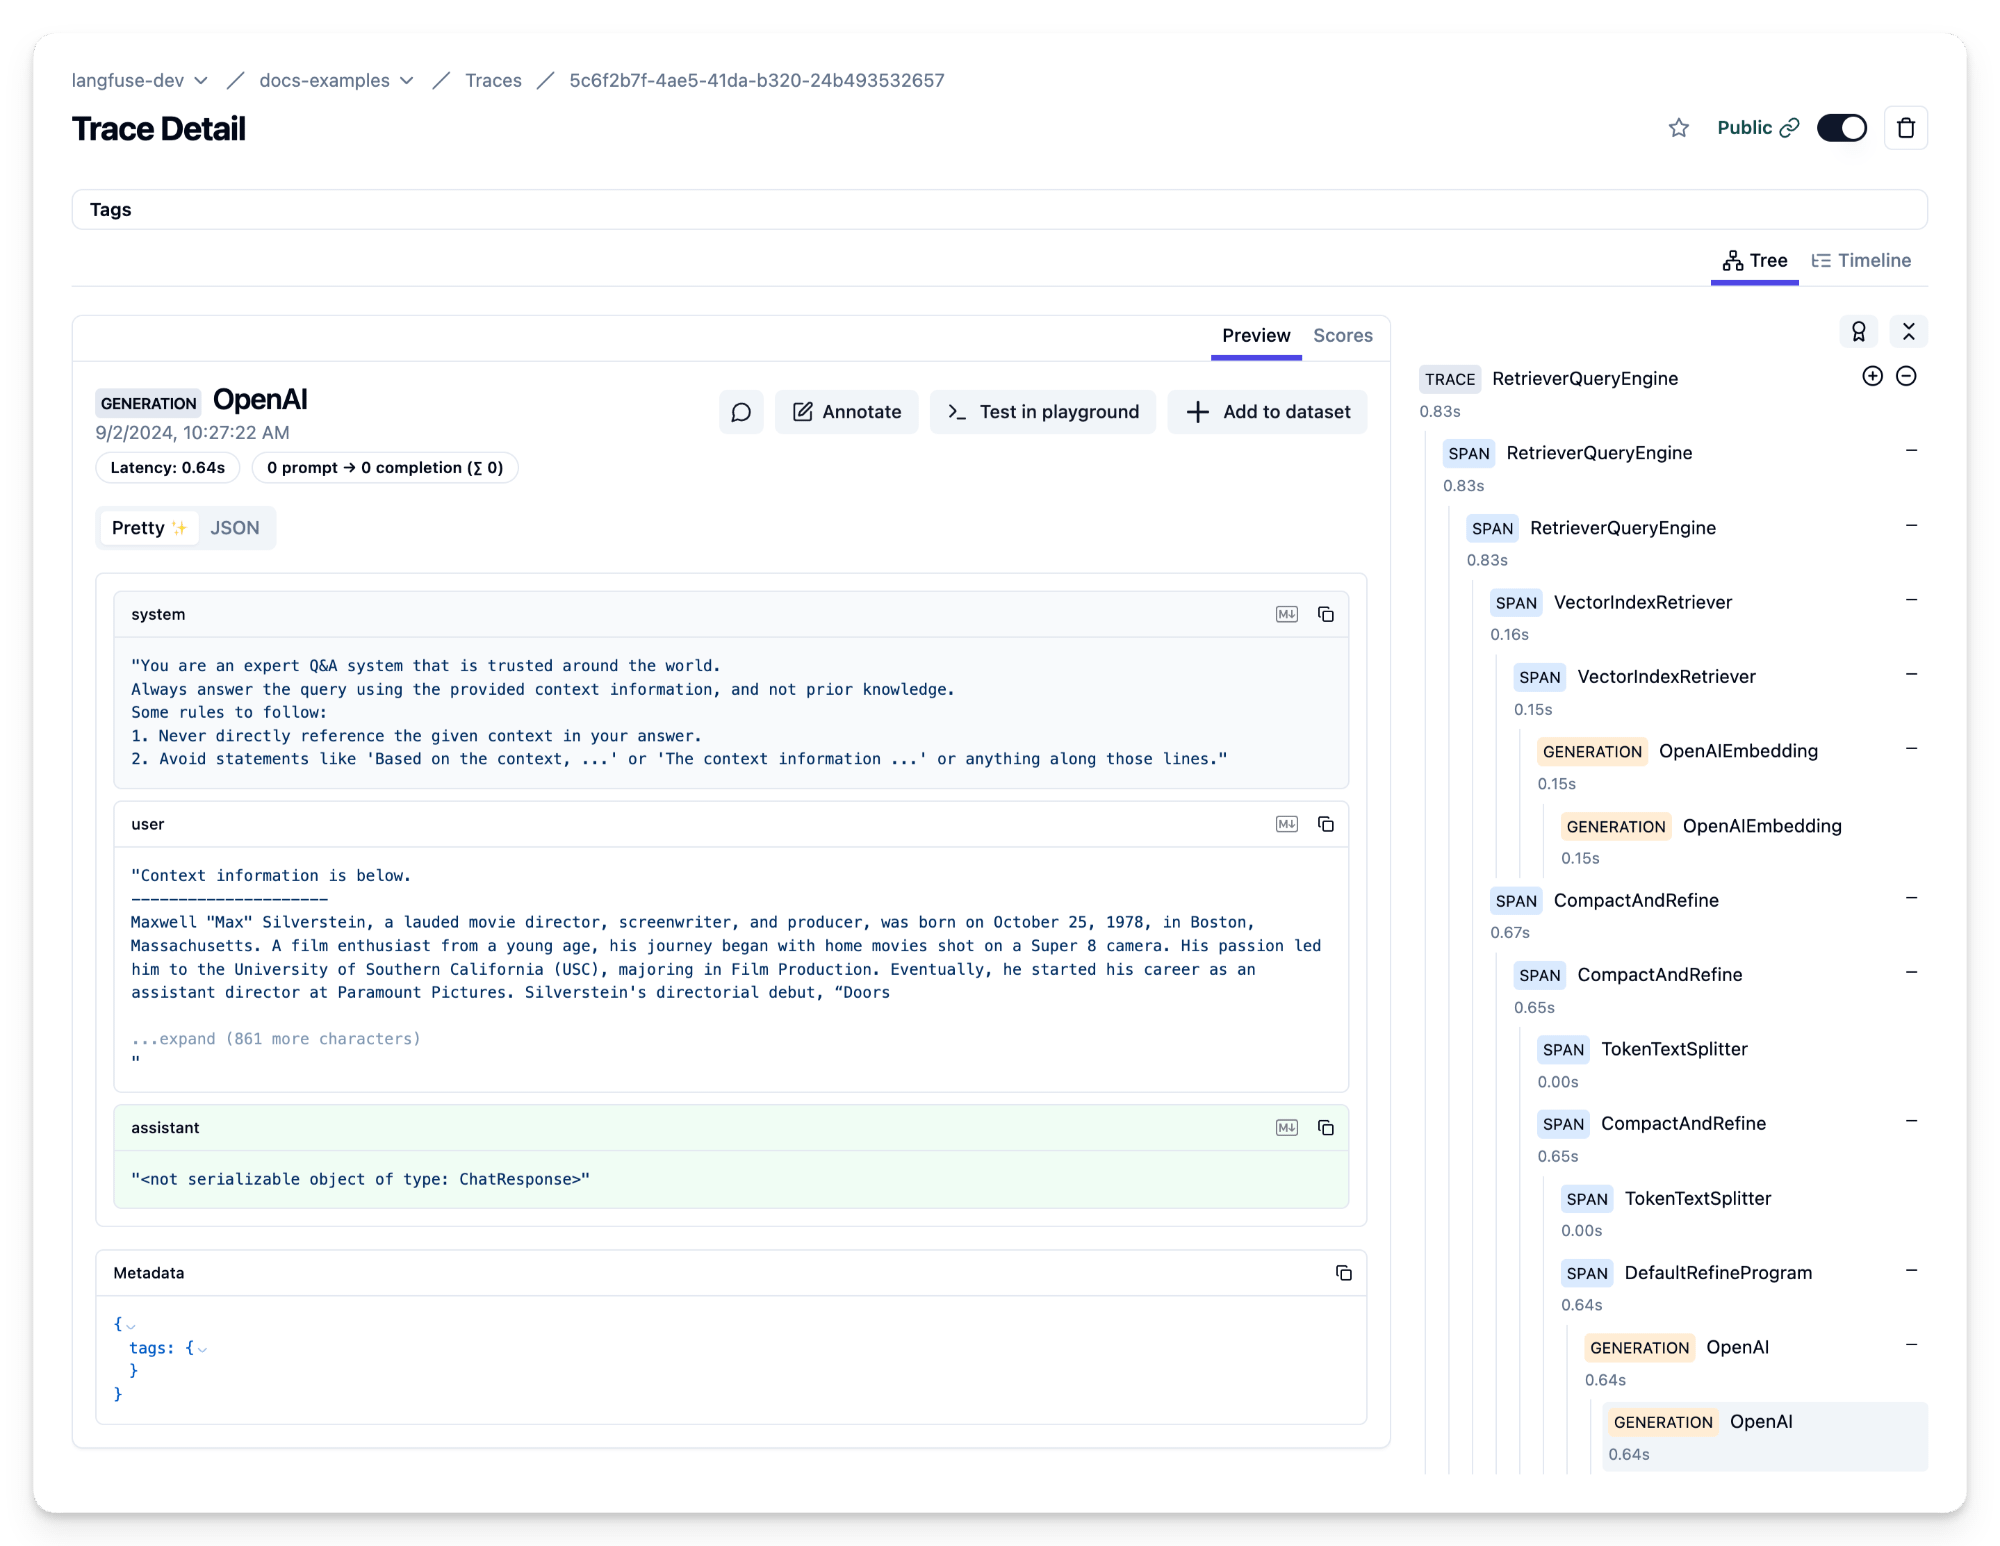 langfuse-dev / docs-examples / Traces / 5c6f2b7f-4ae5-41da-b320-24b493532657
Trace Detail
Public
Tags
Tree
Timeline
Preview
Scores
GENERATION OpenAI
9/2/2024, 10:27:22 AM
Latency: 0.64s
0 prompt → 0 completion (∑ 0)
Annotate
Test in playground
Add to dataset
Pretty ✨ JSON
system
"You are an expert Q&A system that is trusted around the world.
Always answer the query using the provided context information, and not prior knowledge.
Some rules to follow:
1. Never directly reference the given context in your answer.
2. Avoid statements like 'Based on the context, ...' or 'The context information ...' or anything along those lines."
user
"Context information is below.
---------------------
Maxwell "Max" Silverstein, a lauded movie director, screenwriter, and producer, was born on October 25, 1978, in Boston,
Massachusetts. A film enthusiast from a young age, his journey began with home movies shot on a Super 8 camera. His passion led
him to the University of Southern California (USC), majoring in Film Production. Eventually, he started his career as an
assistant director at Paramount Pictures. Silverstein's directorial debut, “Doors
...expand (861 more characters)
"
assistant
"<not serializable object of type: ChatResponse>"
Metadata
{
tags: {
}
}
TRACE RetrieverQueryEngine
0.83s
SPAN RetrieverQueryEngine
0.83s
SPAN RetrieverQueryEngine
0.83s
SPAN VectorIndexRetriever
0.16s
SPAN VectorIndexRetriever
0.15s
GENERATION OpenAIEmbedding
0.15s
GENERATION OpenAIEmbedding
0.15s
SPAN CompactAndRefine
0.67s
SPAN CompactAndRefine
0.65s
SPAN TokenTextSplitter
0.00s
SPAN CompactAndRefine
0.65s
SPAN TokenTextSplitter
0.00s
SPAN DefaultRefineProgram
0.64s
GENERATION OpenAI
0.64s
GENERATION OpenAI
0.64s